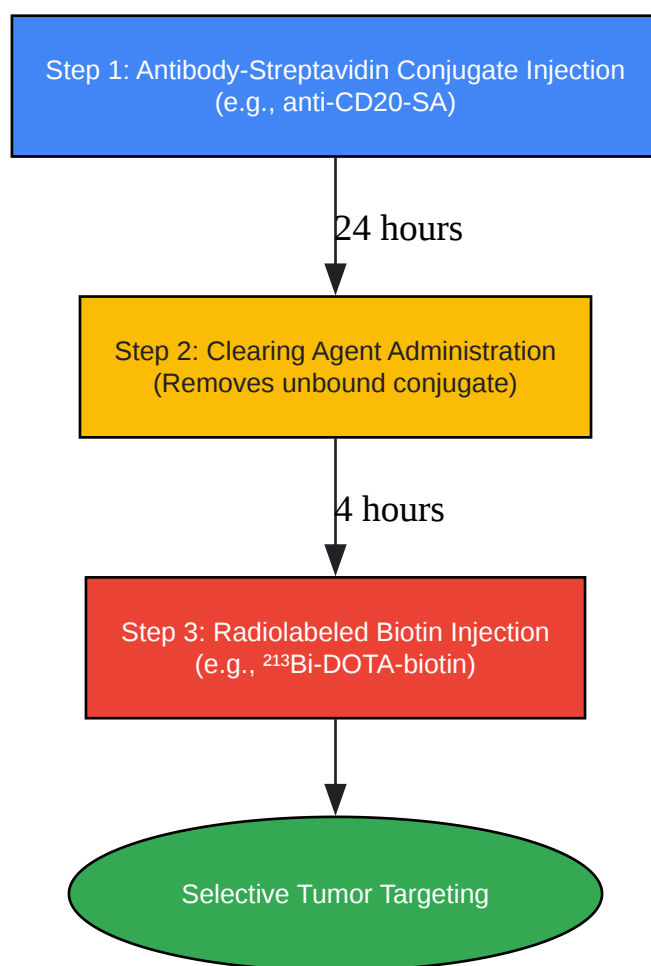 Step 1: Antibody-Streptavidin Conjugate Injection
(e.g., anti-CD20-SA)
24 hours
Step 2: Clearing Agent Administration
(Removes unbound conjugate)
4 hours
Step 3: Radiolabeled Biotin Injection
(e.g., ²¹³Bi-DOTA-biotin)
Selective Tumor Targeting